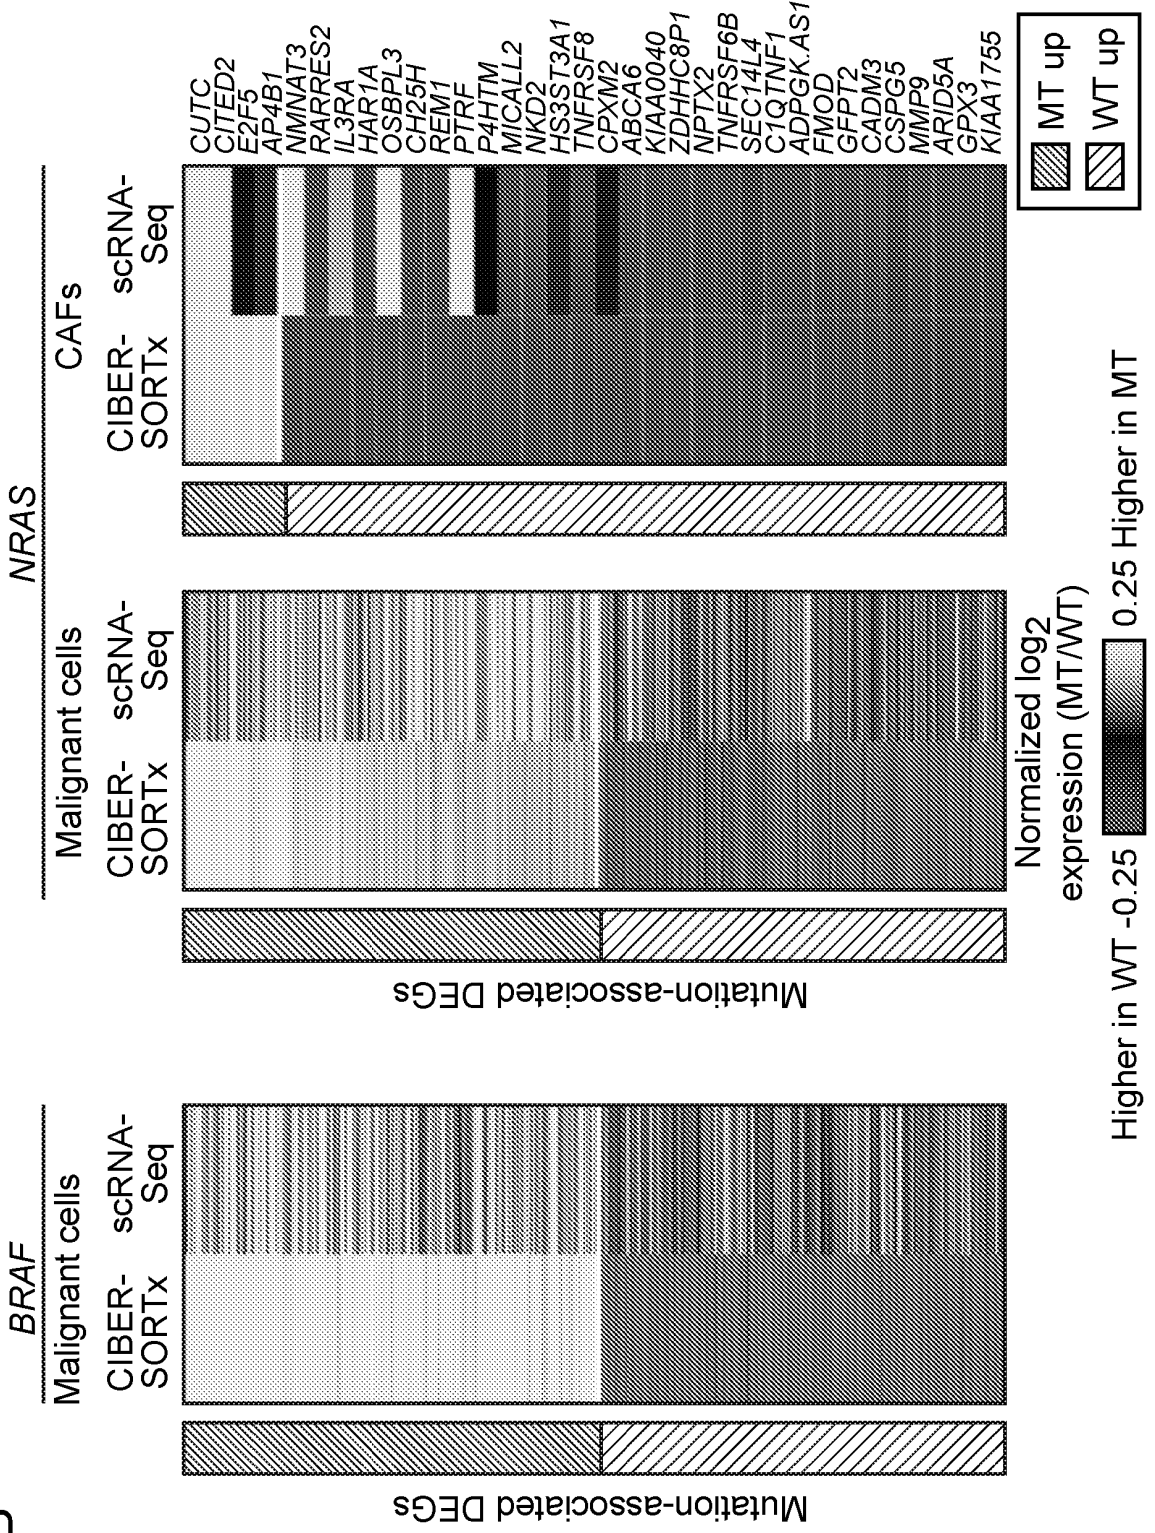 BRAF
Malignant cells
CIBER-
SORTx
scRNA-
Seq
Mutation-associated DEGs
NRAS
Malignant cells
CIBER-
SORTx
scRNA-
Seq
Mutation-associated DEGs
CAFs
CIBER-
SORTx
scRNA-
Seq
CUTC
CITED2
E2F5
AP4B1
NMNAT3
RARRES2
IL3RA
HAR1A
OSBPL3
CH25H
REM1
PTRF
P4HTM
MICALL2
NKD2
HS3ST3A1
TNFRSF8
CPXM2
ABCA6
KIAA0040
ZDHHC8P1
NPTX2
TNFRSF6B
SEC14L4
C1QTNF1
ADPGK.AS1
FMOD
GFPT2
CADM3
CSPG5
MMP9
ARID5A
GPX3
KIAA1755
Normalized log2
expression (MT/WT)
Higher in WT -0.25
0.25 Higher in MT
MT up
WT up